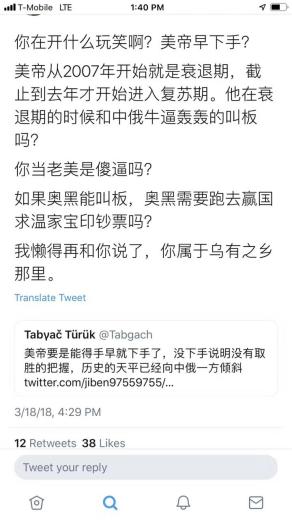 T-Mobile LTE 1:40 PM
你在开什么玩笑啊？美帝早下手？
美帝从2007年开始就是衰退期，截
止到去年才开始进入复苏期。他在衰
退期的时候和中俄牛逼轰轰的叫板
吗？
你当老美是傻逼吗？
如果奥黑能叫板，奥黑需要跑去赢国
求温家宝印钞票吗？
我懒得再和你说了，你属于乌有之乡
那里。
Translate Tweet
Tabyač Türük @Tabgach
美帝要是能得手早就下手了，没下手说明没有取
胜的把握，历史的天平已经向中俄一方倾斜
twitter.com/jiben97559755/...
3/18/18, 4:29 PM
12 Retweets 38 Likes
Tweet your reply